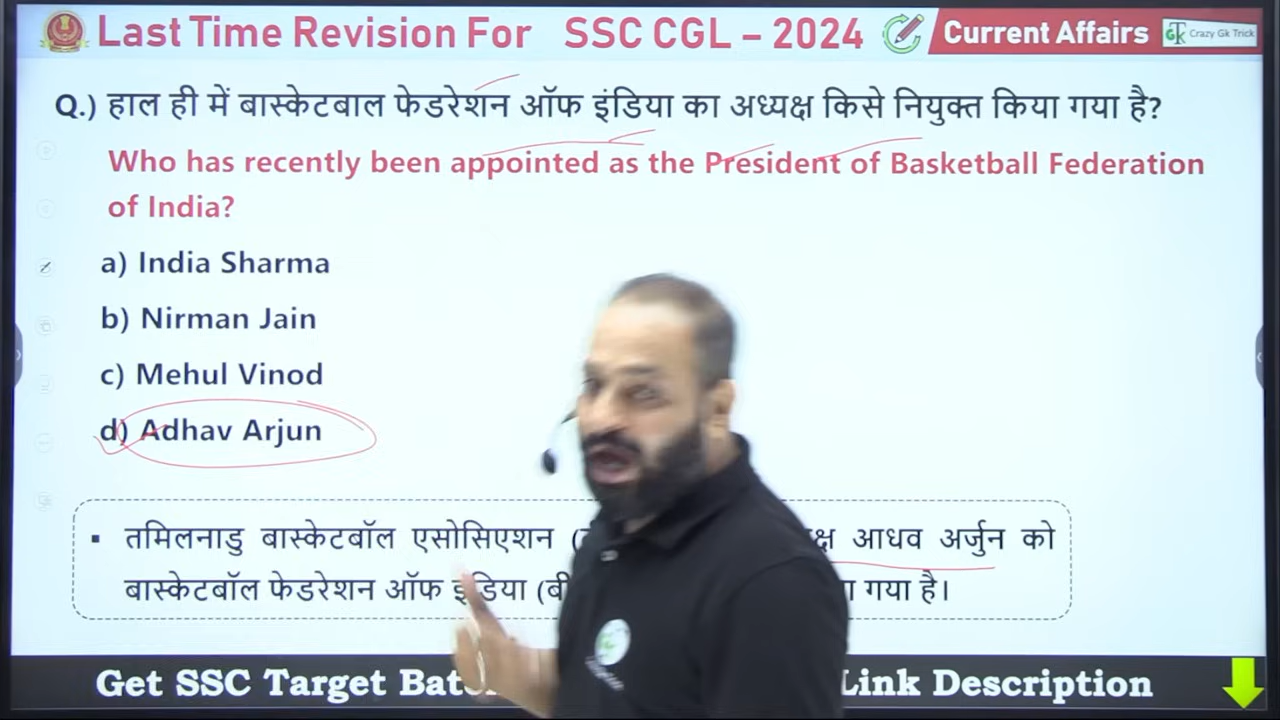 Last Time Revision For SSC CGL – 2024
Current Affairs
Crazy Gk Trick
Q.) हाल ही में बास्केटबाल फेडरेशन ऑफ इंडिया का अध्यक्ष किसे नियुक्त किया गया है?
Who has recently been appointed as the President of Basketball Federation
of India?
a) India Sharma
b) Nirman Jain
c) Mehul Vinod
d) Adhav Arjun
▪ तमिलनाडु बास्केटबॉल एसोसिएशन ( आधव अर्जुन को
बास्केटबॉल फेडरेशन ऑफ इंडिया (बी गया है।
Get SSC Target Link Description